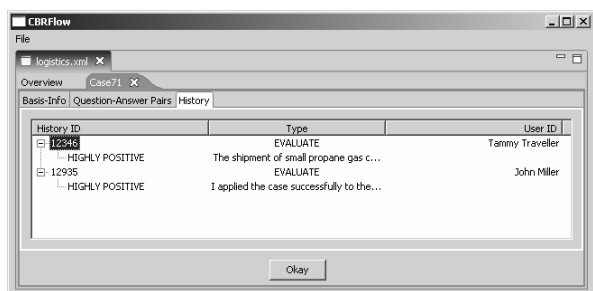 CBRFlow
File
logistics.xml
Overview Case71
Basis-Info Question-Answer Pairs History
History ID Type User ID
12346 EVALUATE Tammy Traveller
HIGHLY POSITIVE The shipment of small propane gas c...
12935 EVALUATE John Miller
HIGHLY POSITIVE I applied the case successfully to the...
Okay